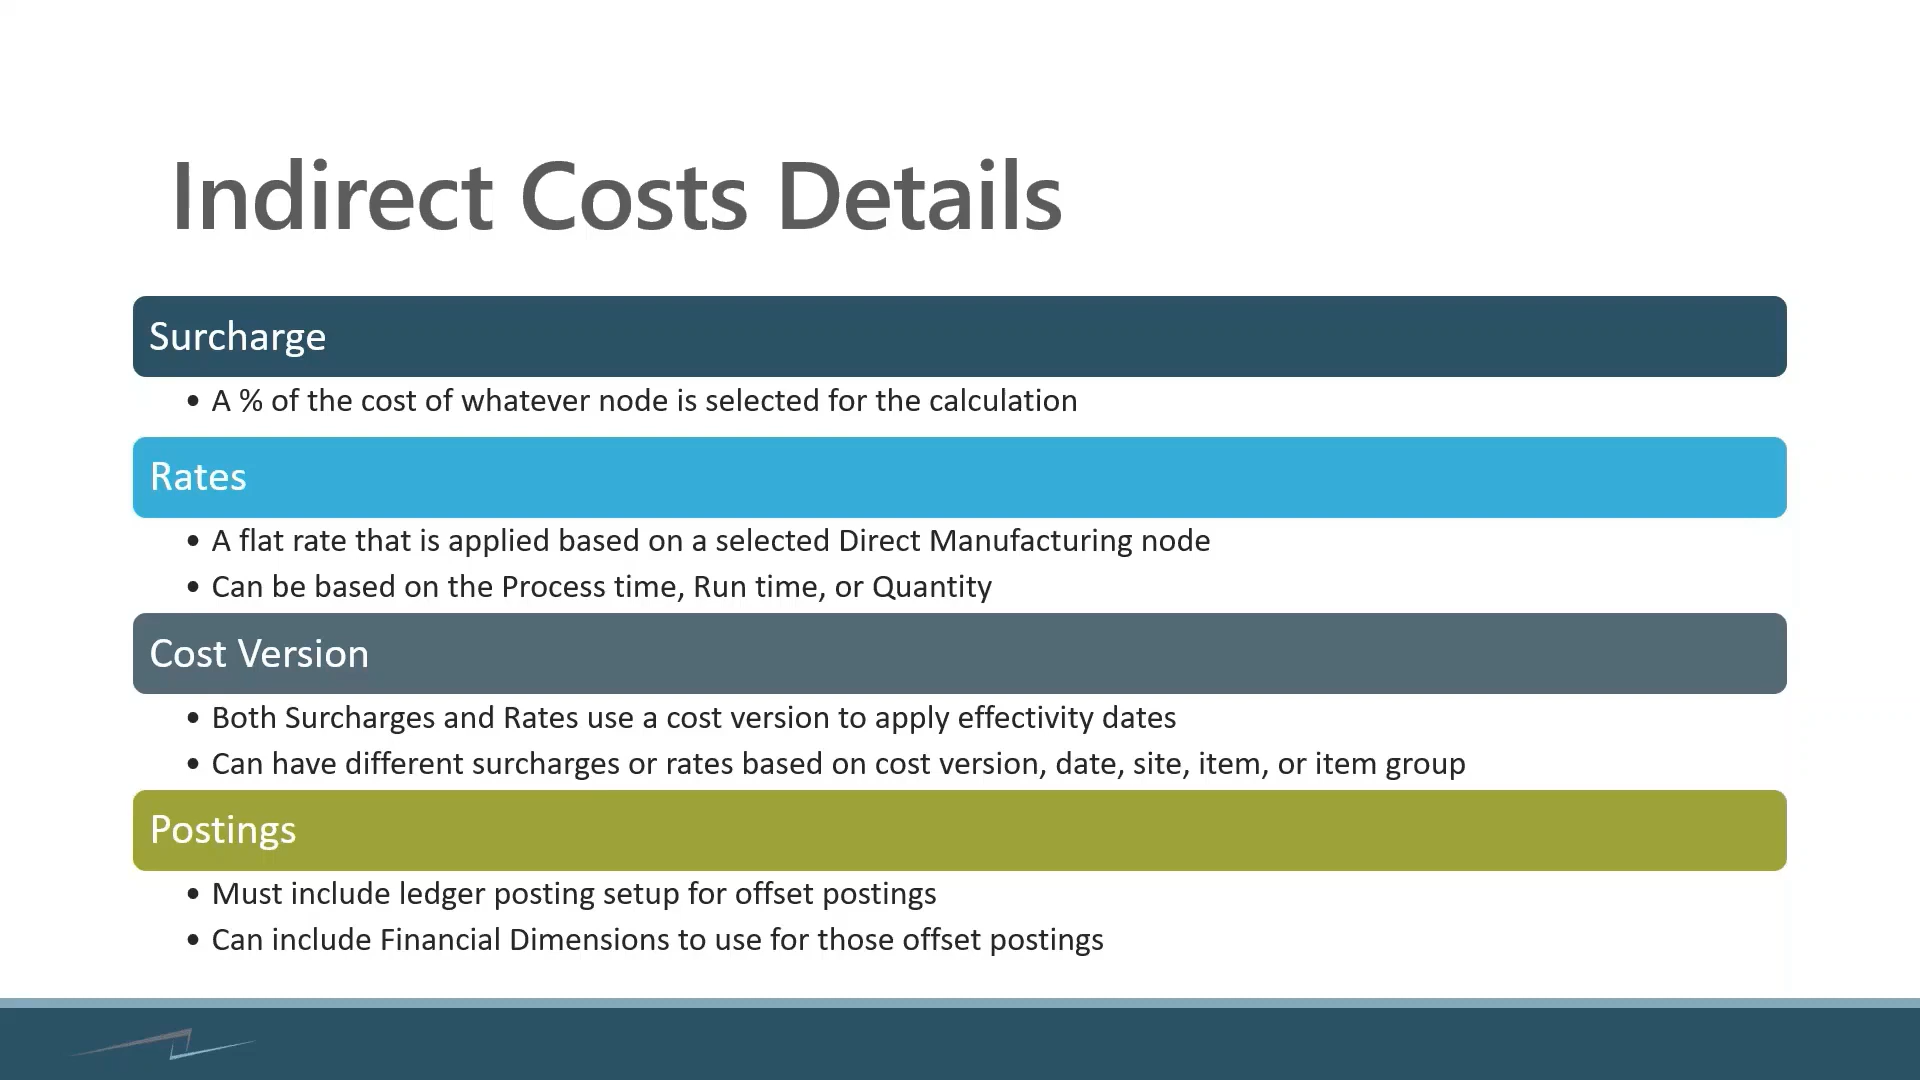 Indirect Costs Details
Surcharge
• A % of the cost of whatever node is selected for the calculation
Rates
• A flat rate that is applied based on a selected Direct Manufacturing node
• Can be based on the Process time, Run time, or Quantity
Cost Version
• Both Surcharges and Rates use a cost version to apply effectivity dates
• Can have different surcharges or rates based on cost version, date, site, item, or item group
Postings
• Must include ledger posting setup for offset postings
• Can include Financial Dimensions to use for those offset postings